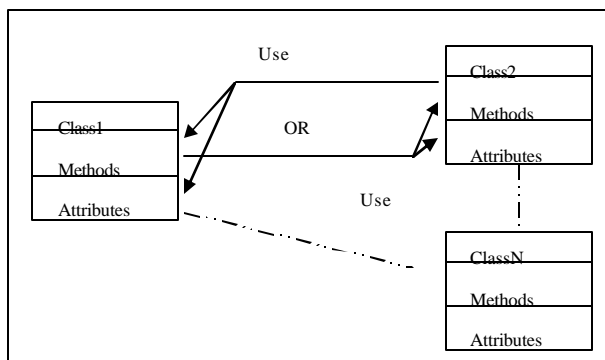 Use
Class2
Methods
Attributes
Class1
Methods
Attributes
OR
Use
ClassN
Methods
Attributes